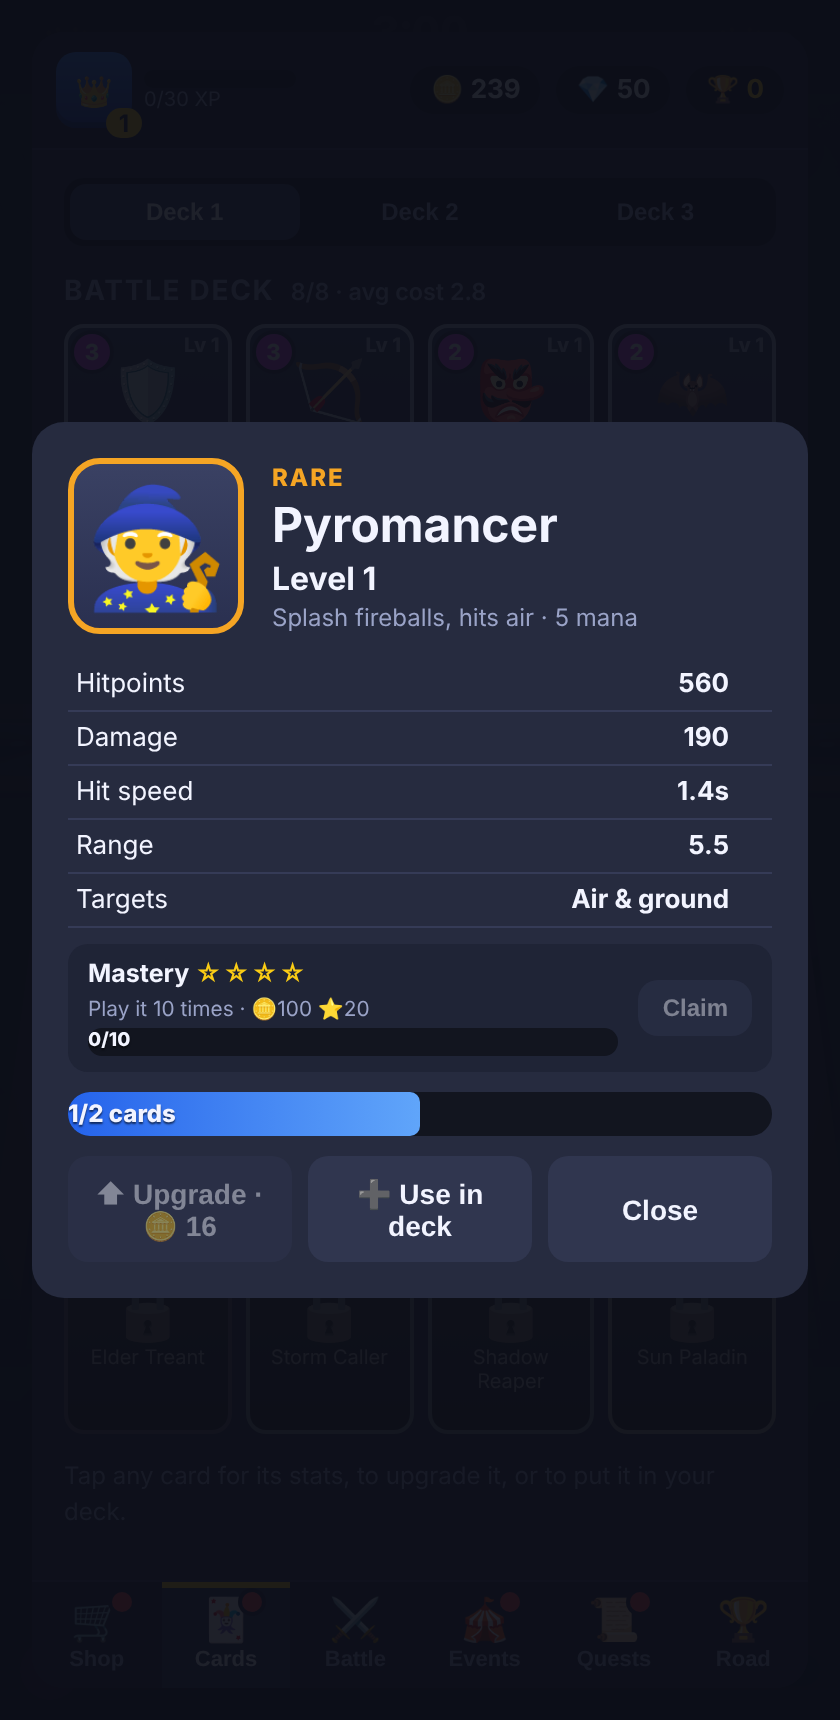 0/30 XP
1
239
50
0
Deck 1
Deck 2
Deck 3
BATTLE DECK 8/8 · avg cost 2.8
3 Lv 1
3 Lv 1
2 Lv 1
2 Lv 1
RARE
Pyromancer
Level 1
Splash fireballs, hits air · 5 mana
Hitpoints 560
Damage 190
Hit speed 1.4s
Range 5.5
Targets Air & ground
Mastery
Play it 10 times · 🪙100 ⭐20
0/10
Claim
1/2 cards
⬆ Upgrade ·
🪙 16
➕ Use in
deck
Close
Elder Treant
Storm Caller
Shadow
Reaper
Sun Paladin
Tap any card for its stats, to upgrade it, or to put it in your
deck.
Shop
Cards
Battle
Events
Quests
Road